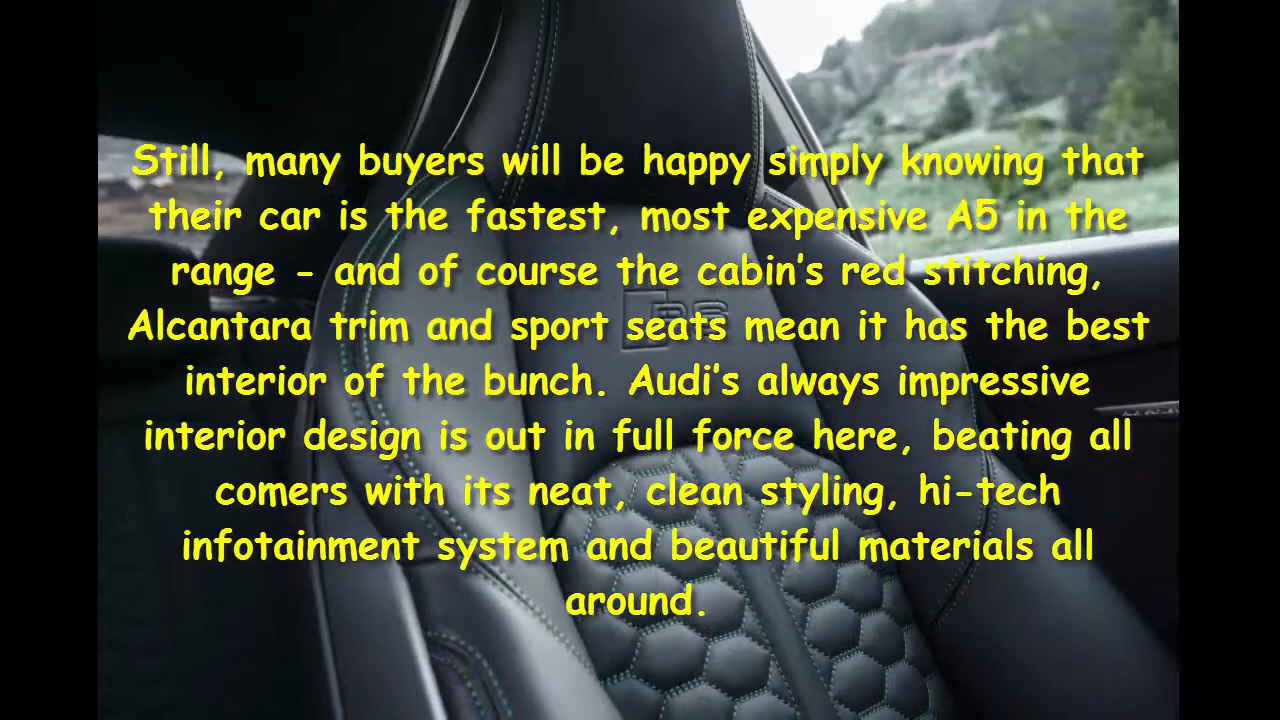 Still, many buyers will be happy simply knowing that
their car is the fastest, most expensive A5 in the
range - and of course the cabin's red stitching,
Alcantara trim and sport seats mean it has the best
interior of the bunch. Audi's always impressive
interior design is out in full force here, beating all
comers with its neat, clean styling, hi-tech
infotainment system and beautiful materials all
around.